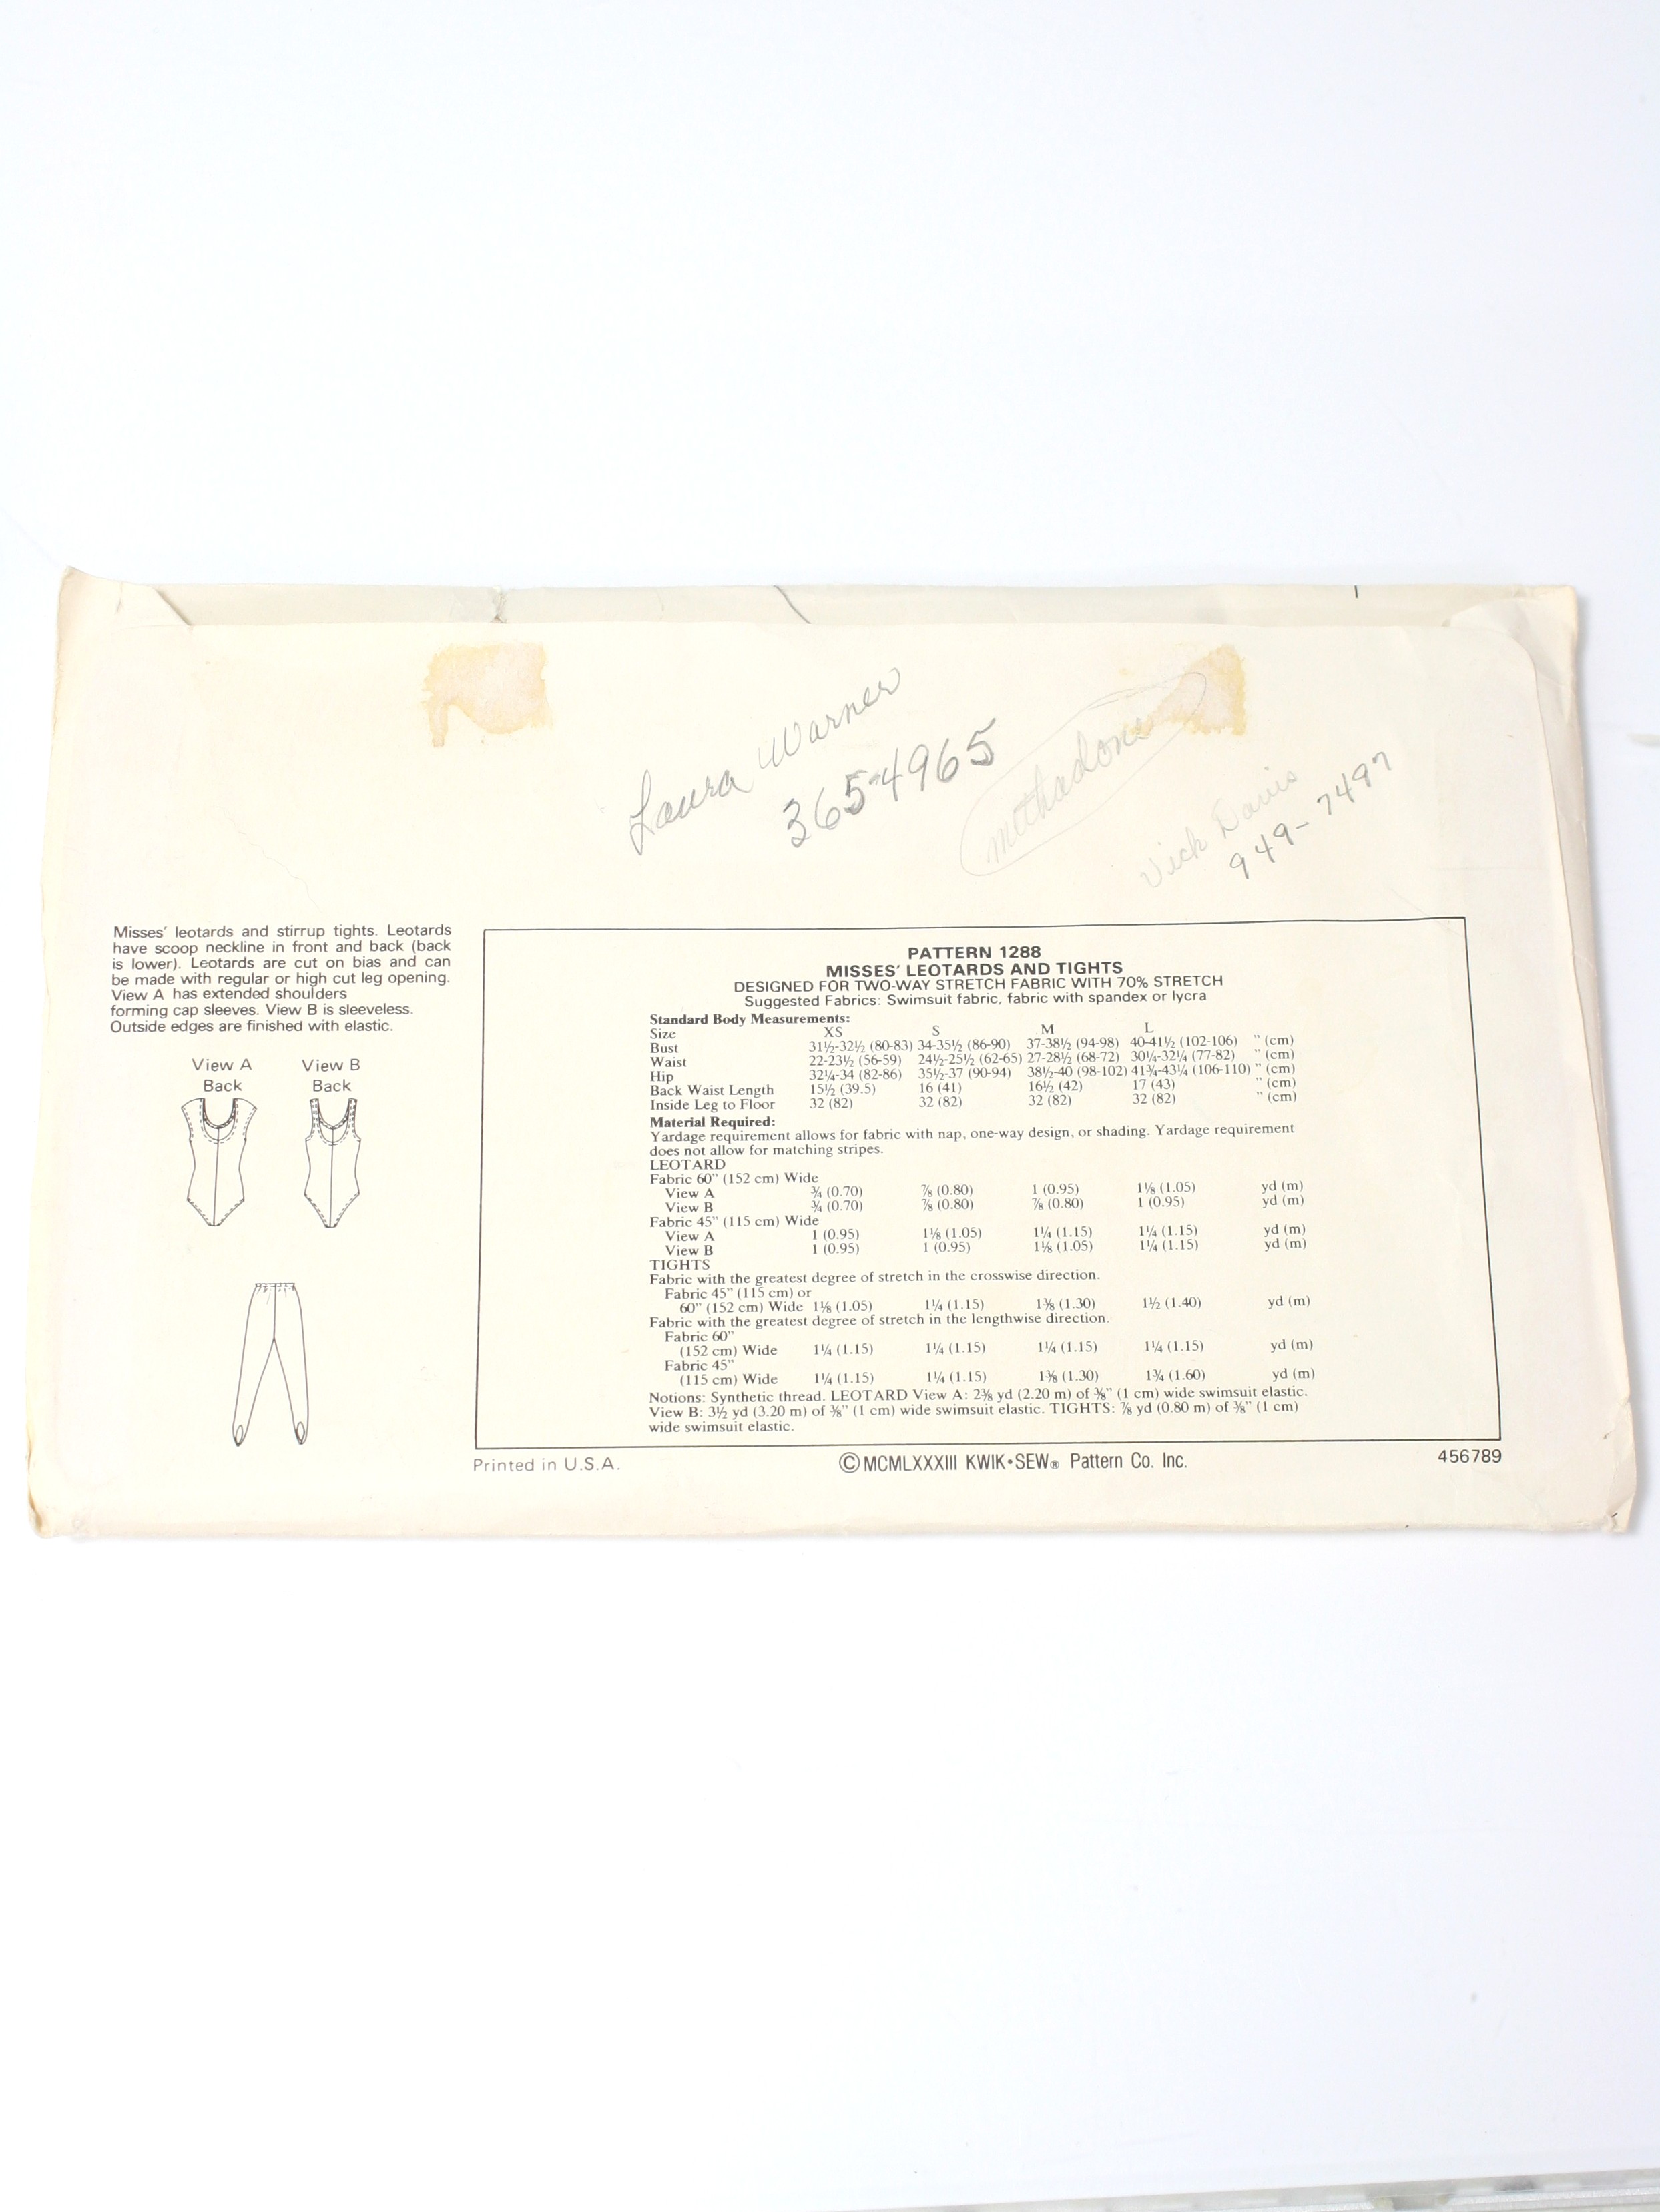 Laura Warner
365-4965
methadone
Vick Davis
949-7497
Misses' leotards and stirrup tights. Leotards
have scoop neckline in front and back (back
is lower). Leotards are cut on bias and can
be made with regular or high cut leg opening.
View A has extended shoulders
forming cap sleeves. View B is sleeveless.
Outside edges are finished with elastic.
View A View B
Back Back
PATTERN 1288
MISSES' LEOTARDS AND TIGHTS
DESIGNED FOR TWO-WAY STRETCH FABRIC WITH 70% STRETCH
Suggested Fabrics: Swimsuit fabric, fabric with spandex or lycra
Standard Body Measurements:
Size XS S M L
Bust 31½-32½ (80-83) 34-35½ (86-90) 37-38½ (94-98) 40-41½ (102-106) " (cm)
Waist 22-23½ (56-59) 24½-25½ (62-65) 27-28½ (68-72) 30¼-32¼ (77-82) " (cm)
Hip 32¼-34 (82-86) 35½-37 (90-94) 38½-40 (98-102) 41¾-43¼ (106-110) " (cm)
Back Waist Length 15½ (39.5) 16 (41) 16½ (42) 17 (43) " (cm)
Inside Leg to Floor 32 (82) 32 (82) 32 (82) 32 (82) " (cm)
Material Required:
Yardage requirement allows for fabric with nap, one-way design, or shading. Yardage requirement
does not allow for matching stripes.
LEOTARD
Fabric 60" (152 cm) Wide
View A ¾ (0.70) ⅞ (0.80) 1 (0.95) 1⅛ (1.05) yd (m)
View B ¾ (0.70) ⅞ (0.80) ⅞ (0.80) 1 (0.95) yd (m)
Fabric 45" (115 cm) Wide
View A 1 (0.95) 1⅛ (1.05) 1¼ (1.15) 1¼ (1.15) yd (m)
View B 1 (0.95) 1 (0.95) 1⅛ (1.05) 1¼ (1.15) yd (m)
TIGHTS
Fabric with the greatest degree of stretch in the crosswise direction.
Fabric 45" (115 cm) or
60" (152 cm) Wide 1⅛ (1.05) 1¼ (1.15) 1⅜ (1.30) 1½ (1.40) yd (m)
Fabric with the greatest degree of stretch in the lengthwise direction.
Fabric 60"
(152 cm) Wide 1¼ (1.15) 1¼ (1.15) 1¼ (1.15) 1¼ (1.15) yd (m)
Fabric 45"
(115 cm) Wide 1¼ (1.15) 1¼ (1.15) 1⅜ (1.30) 1¾ (1.60) yd (m)
Notions: Synthetic thread. LEOTARD View A: 2⅜ yd (2.20 m) of ⅜" (1 cm) wide swimsuit elastic.
View B: 3½ yd (3.20 m) of ⅜" (1 cm) wide swimsuit elastic. TIGHTS: ⅞ yd (0.80 m) of ⅜" (1 cm)
wide swimsuit elastic.
Printed in U.S.A. ©MCMLXXXIII KWIK•SEW® Pattern Co. Inc. 456789